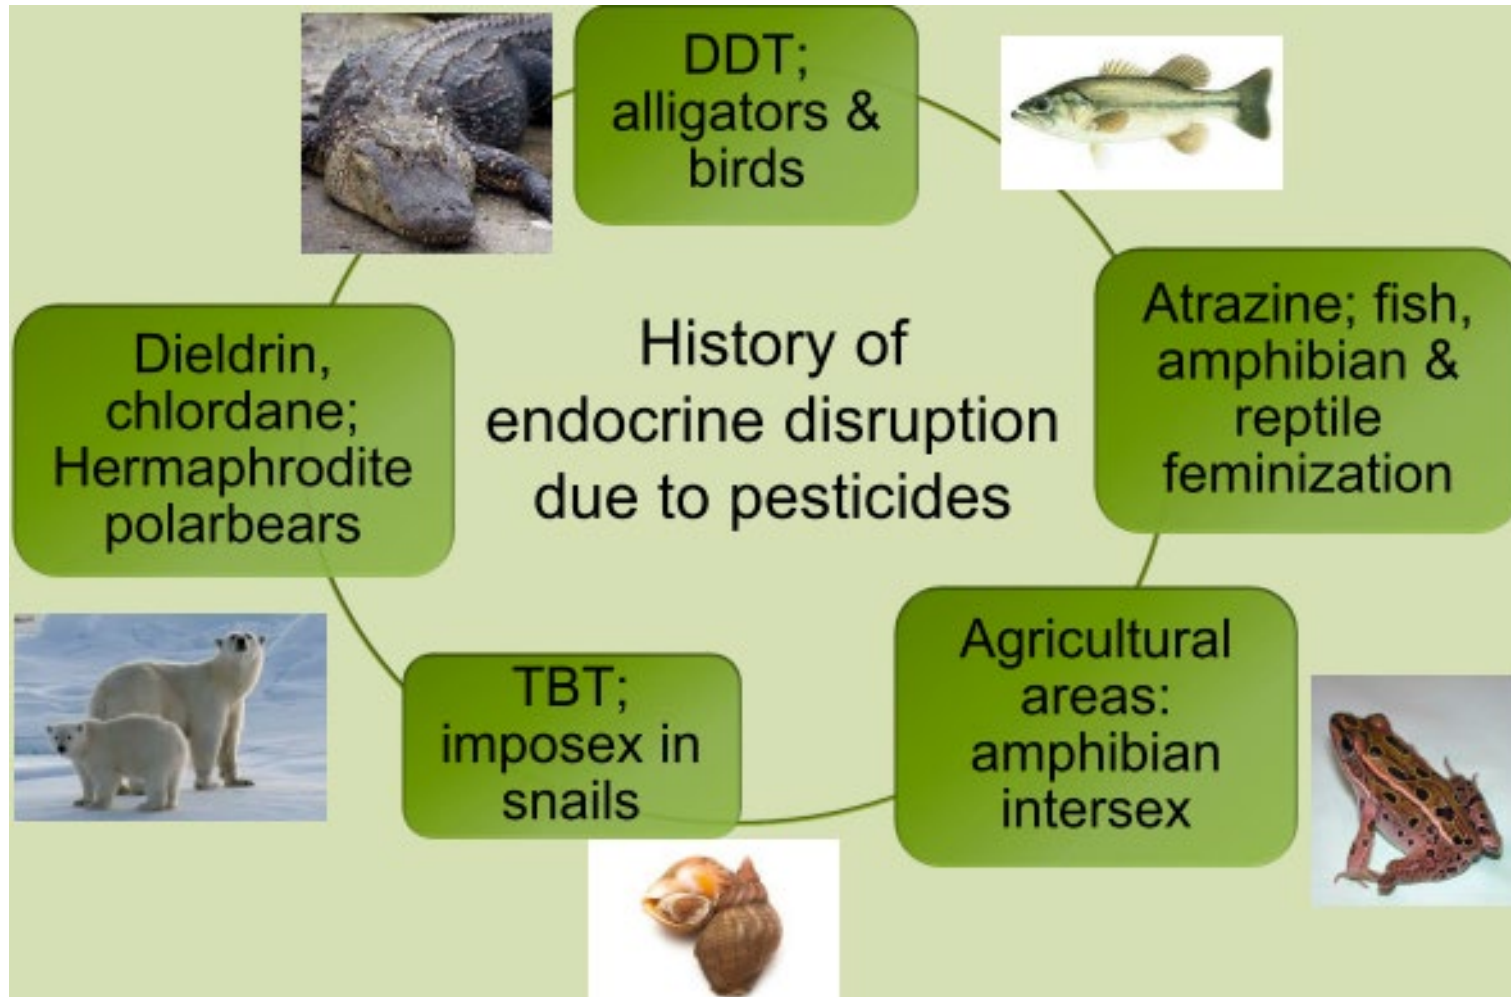 DDT;
alligators &
birds
Atrazine; fish,
amphibian &
reptile
feminization
Agricultural
areas:
amphibian
intersex
TBT;
imposex in
snails
Dieldrin,
chlordane;
Hermaphrodite
polarbears
History of
endocrine disruption
due to pesticides